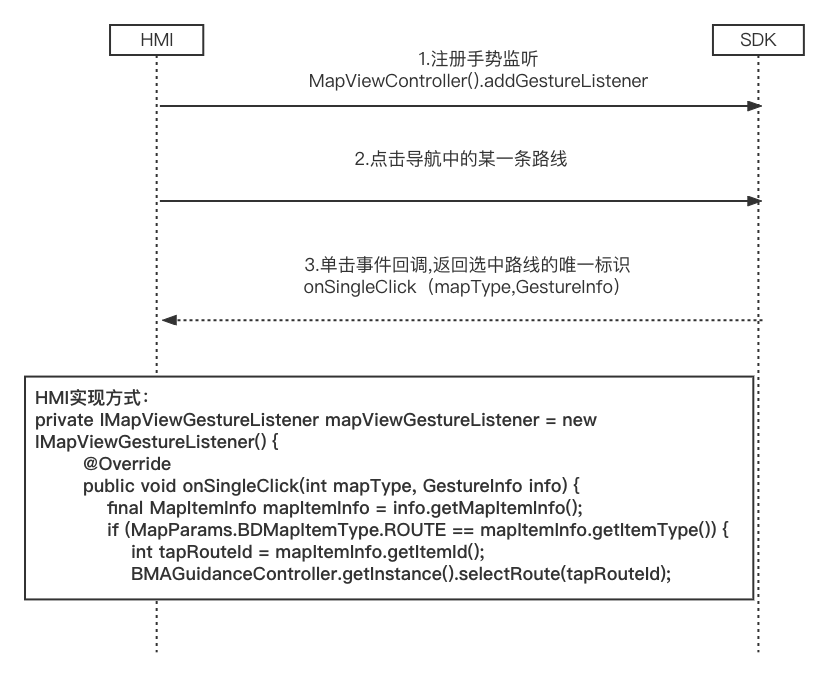 HMI
SDK
1.注册手势监听
MapViewController().addGestureListener
2.点击导航中的某一条路线
3.单击事件回调,返回选中路线的唯一标识
onSingleClick（mapType,GestureInfo）
HMI实现方式：
private IMapViewGestureListener mapViewGestureListener = new
IMapViewGestureListener() {
@Override
public void onSingleClick(int mapType, GestureInfo info) {
final MapItemInfo mapItemInfo = info.getMapItemInfo();
if (MapParams.BDMapItemType.ROUTE == mapItemInfo.getItemType()) {
int tapRouteId = mapItemInfo.getItemId();
BMAGuidanceController.getInstance().selectRoute(tapRouteId);